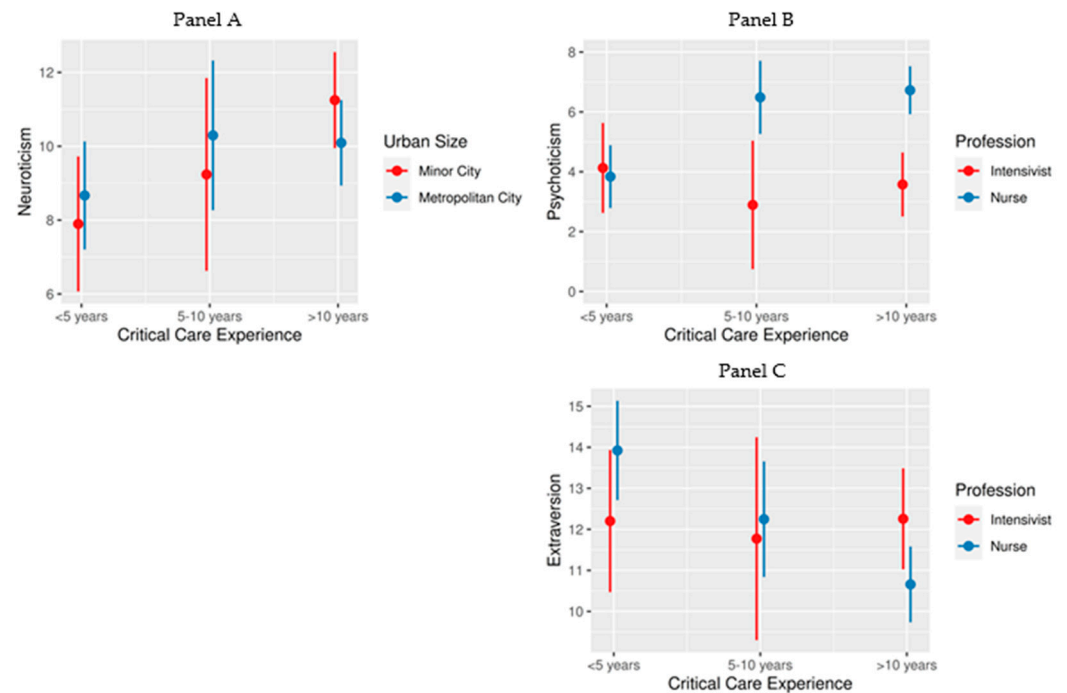 Panel A
12
10
8
6
Neuroticism
<5 years
5-10 years
>10 years
Critical Care Experience
Urban Size
Minor City
Metropolitan City
Panel B
8
6
4
2
0
Psychoticism
<5 years
5-10 years
>10 years
Critical Care Experience
Profession
Intensivist
Nurse
Panel C
15
14
13
12
11
10
Extraversion
<5 years
5-10 years
>10 years
Critical Care Experience
Profession
Intensivist
Nurse